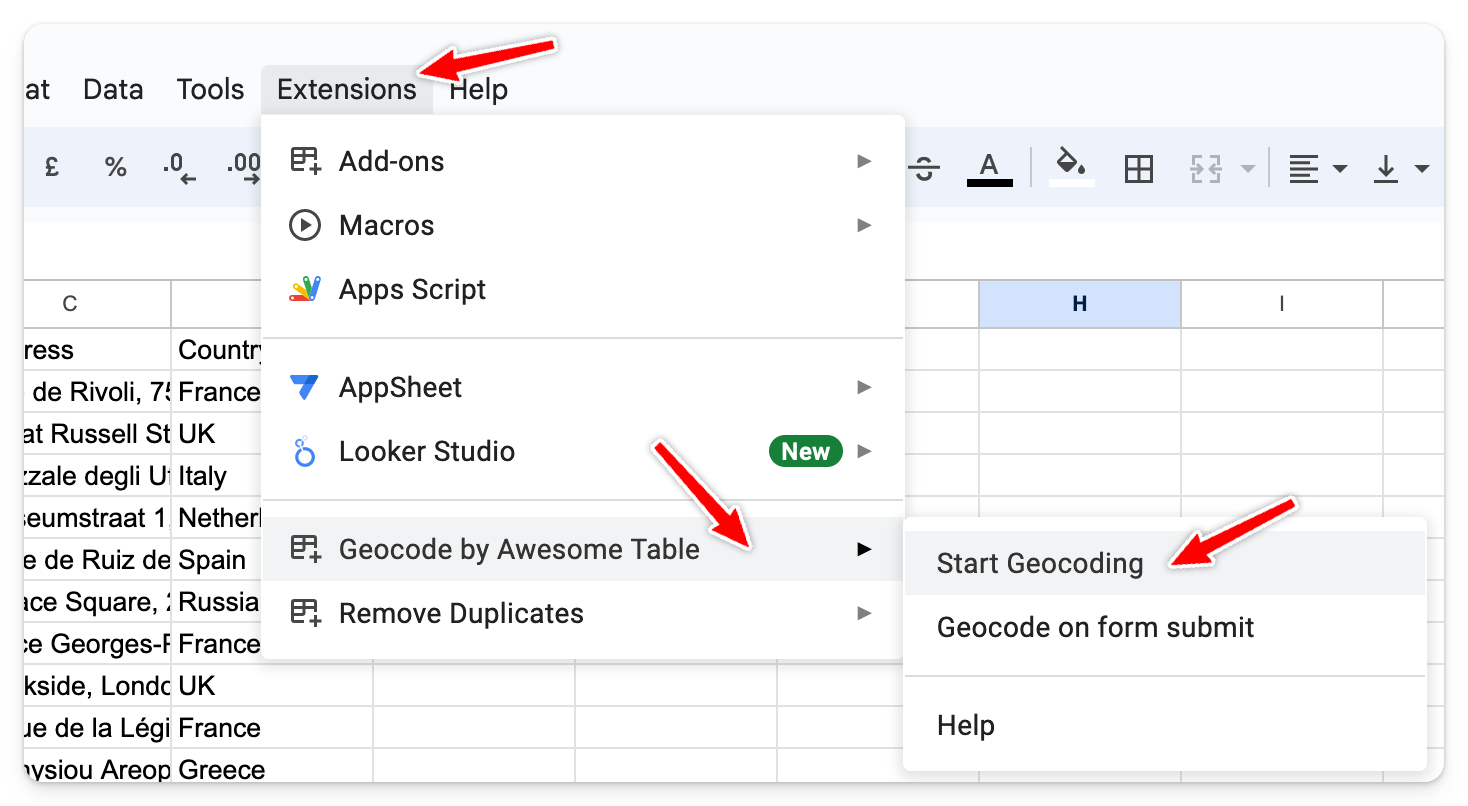 at Data Tools Extensions Help
£ % .0 .00 A
Add-ons
Macros
Apps Script
AppSheet
Looker Studio New
Geocode by Awesome Table
Remove Duplicates
Start Geocoding
Geocode on form submit
Help
C H I
ress Country
de Rivoli, 75 France
at Russell St UK
zzale degli Uf Italy
seumstraat 1, Netherl
e de Ruiz de Spain
ace Square, 2 Russia
ce Georges-P France
kside, Londo UK
ue de la Légi France
nysiou Areop Greece